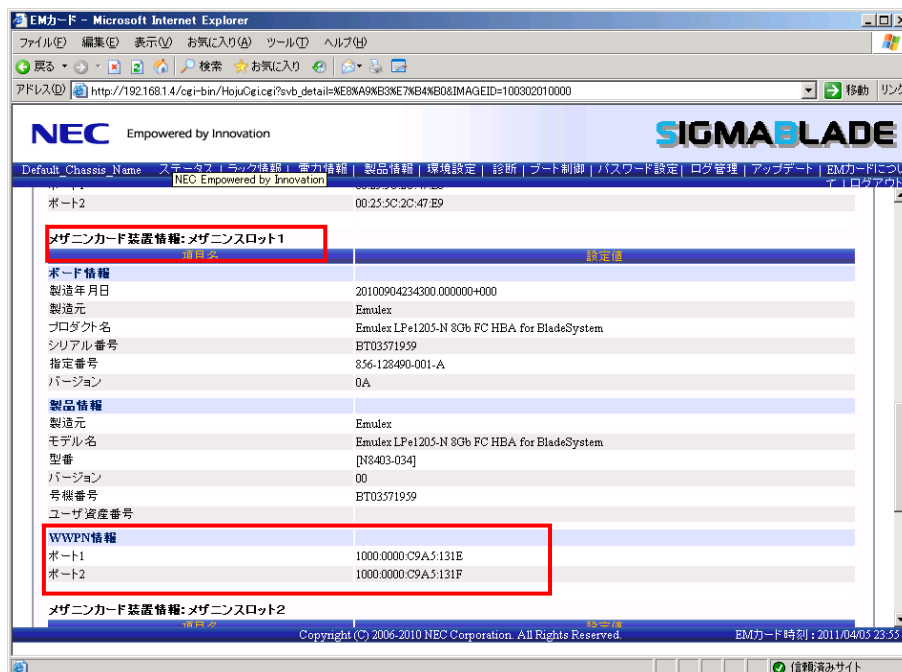 EMカード - Microsoft Internet Explorer
ファイル(F) 編集(E) 表示(V) お気に入り(A) ツール(T) ヘルプ(H)
戻る 検索 お気に入り
アドレス(D) http://192.168.1.4/cgi-bin/HojuCgi.cgi?svb_detail=%E8%A9%B3%E7%B4%B0&IMAGEID=100302010000 移動 リンク
NEC Empowered by Innovation SIGMABLADE
Default_Chassis_Name ステータス | ラック情報 | 電力情報 | 製品情報 | 環境設定 | 診断 | ブート制御 | パスワード設定 | ログ管理 | アップデート | EMカードについ
て | ログアウト
NEC Empowered by Innovation
ポート2 00:25:5C:2C:47:E9
メザニンカード装置情報: メザニンスロット1
項目名 設定値
ボード情報
製造年月日 20100904234300.000000+000
製造元 Emulex
プロダクト名 Emulex LPe1205-N 8Gb FC HBA for BladeSystem
シリアル番号 BT03571959
指定番号 856-128490-001-A
バージョン 0A
製品情報
製造元 Emulex
モデル名 Emulex LPe1205-N 8Gb FC HBA for BladeSystem
型番 [N8403-034]
バージョン 00
号機番号 BT03571959
ユーザ資産番号
WWPN情報
ポート1 1000:0000:C9A5:131E
ポート2 1000:0000:C9A5:131F
メザニンカード装置情報: メザニンスロット2
項目名 設定値
Copyright (C) 2006-2010 NEC Corporation. All Rights Reserved. EMカード時刻 : 2011/04/05 23:55
信頼済みサイト